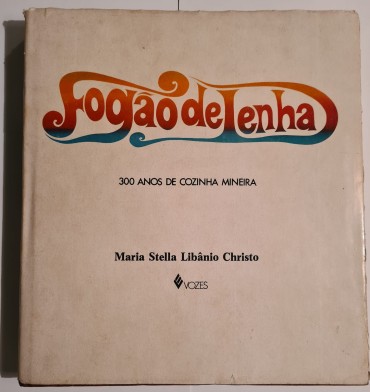 Fogão de Lenha
300 ANOS DE COZINHA MINEIRA
Maria Stella Libânio Christo
VOZES